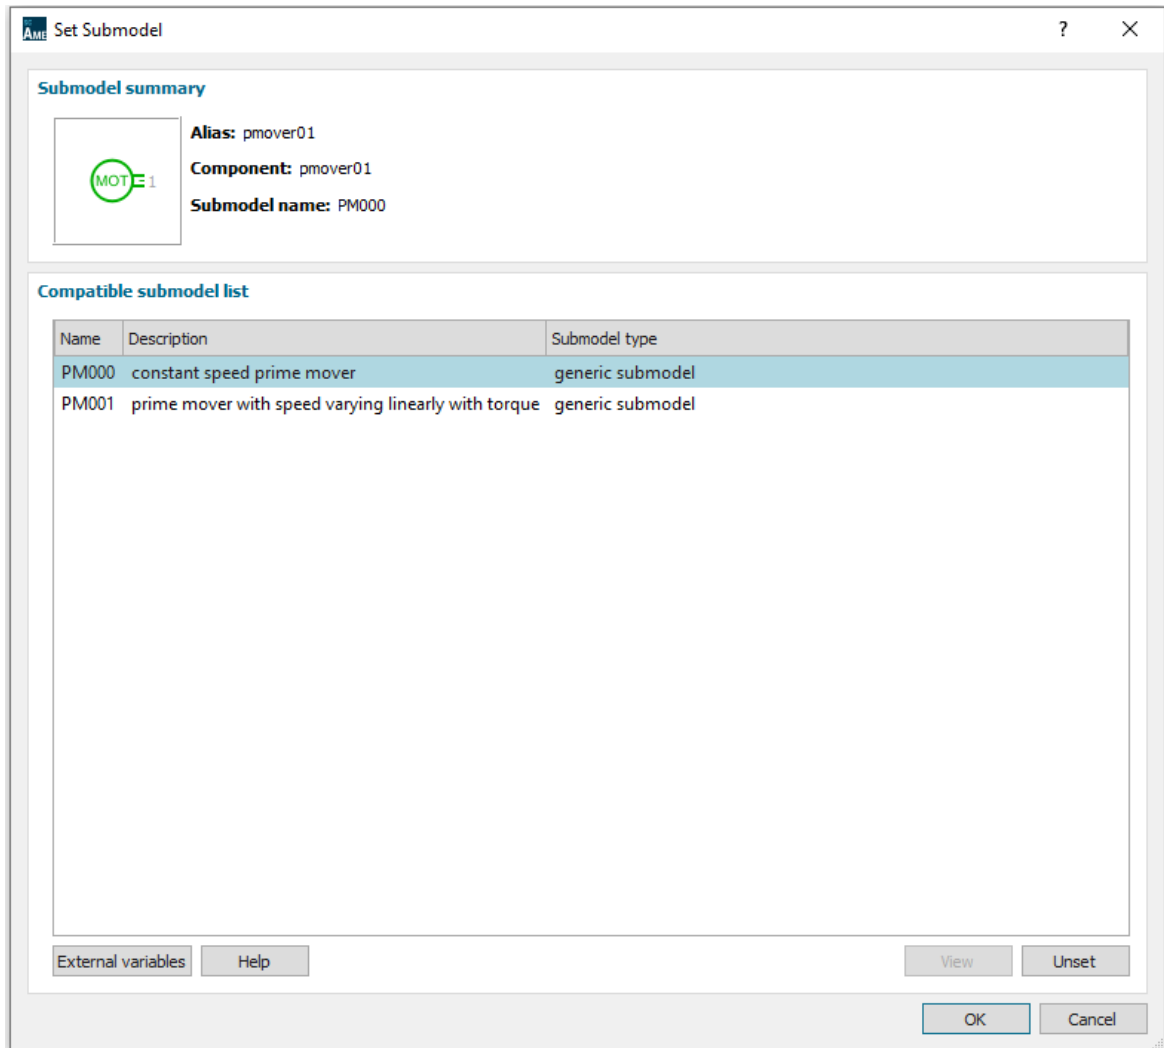 SC
AME Set Submodel ?
Submodel summary
MOT 1
Alias: pmover01
Component: pmover01
Submodel name: PM000
Compatible submodel list
Name Description Submodel type
PM000 constant speed prime mover generic submodel
PM001 prime mover with speed varying linearly with torque generic submodel
External variables Help View Unset
OK Cancel